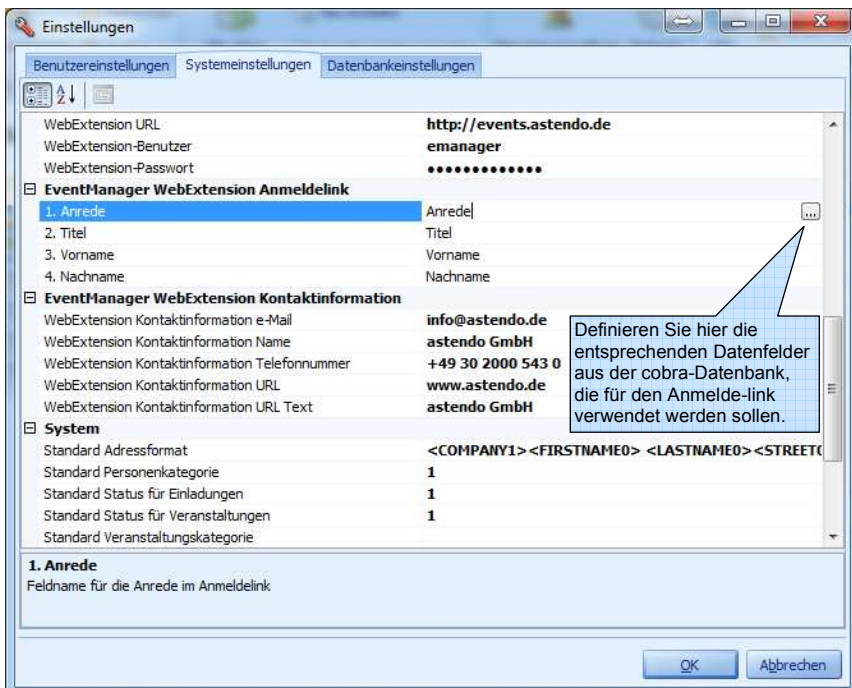 Einstellungen
Benutzereinstellungen Systemeinstellungen Datenbankeinstellungen
WebExtension URL http://events.astendo.de
WebExtension-Benutzer emanager
WebExtension-Passwort •••••••••••••
EventManager WebExtension Anmeldelink
1. Anrede Anrede ...
2. Titel Titel
3. Vorname Vorname
4. Nachname Nachname
EventManager WebExtension Kontaktinformation
WebExtension Kontaktinformation e-Mail info@astendo.de
WebExtension Kontaktinformation Name astendo GmbH
WebExtension Kontaktinformation Telefonnummer +49 30 2000 543 0
WebExtension Kontaktinformation URL www.astendo.de
WebExtension Kontaktinformation URL Text astendo GmbH
Definieren Sie hier die
entsprechenden Datenfelder
aus der cobra-Datenbank,
die für den Anmelde-link
verwendet werden sollen.
System
Standard Adressformat <COMPANY1><FIRSTNAME0> <LASTNAME0>
Standard Personenkategorie 1
Standard Status für Einladungen 1
Standard Status für Veranstaltungen 1
Standard Veranstaltungskategorie
1. Anrede
Feldname für die Anrede im Anmeldelink
OK Abbrechen